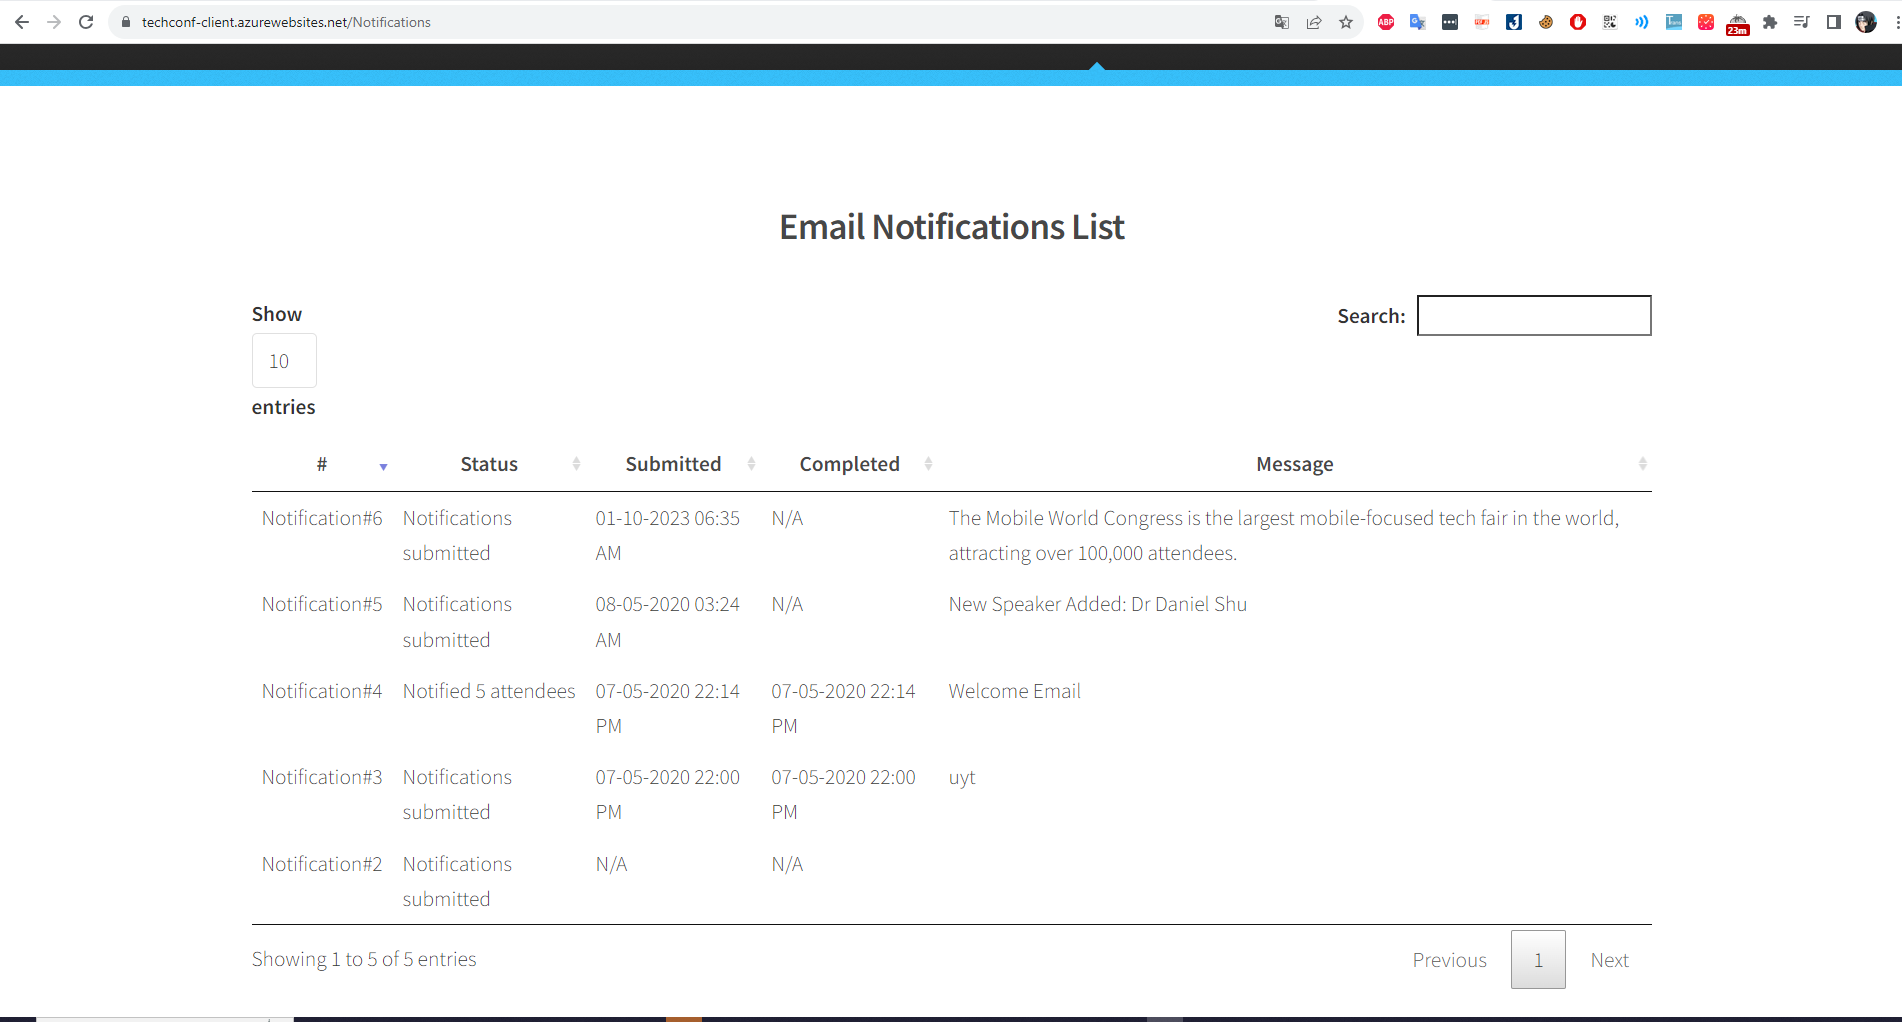 techconf-client.azurewebsites.net/Notifications
ABP
23m
Email Notifications List
Show
10
entries
Search:
# Status Submitted Completed Message
Notification#6 Notifications submitted 01-10-2023 06:35 AM N/A The Mobile World Congress is the largest mobile-focused tech fair in the world, attracting over 100,000 attendees.
Notification#5 Notifications submitted 08-05-2020 03:24 AM N/A New Speaker Added: Dr Daniel Shu
Notification#4 Notified 5 attendees 07-05-2020 22:14 PM 07-05-2020 22:14 PM Welcome Email
Notification#3 Notifications submitted 07-05-2020 22:00 PM 07-05-2020 22:00 PM uyt
Notification#2 Notifications submitted N/A N/A
Showing 1 to 5 of 5 entries
Previous 1 Next